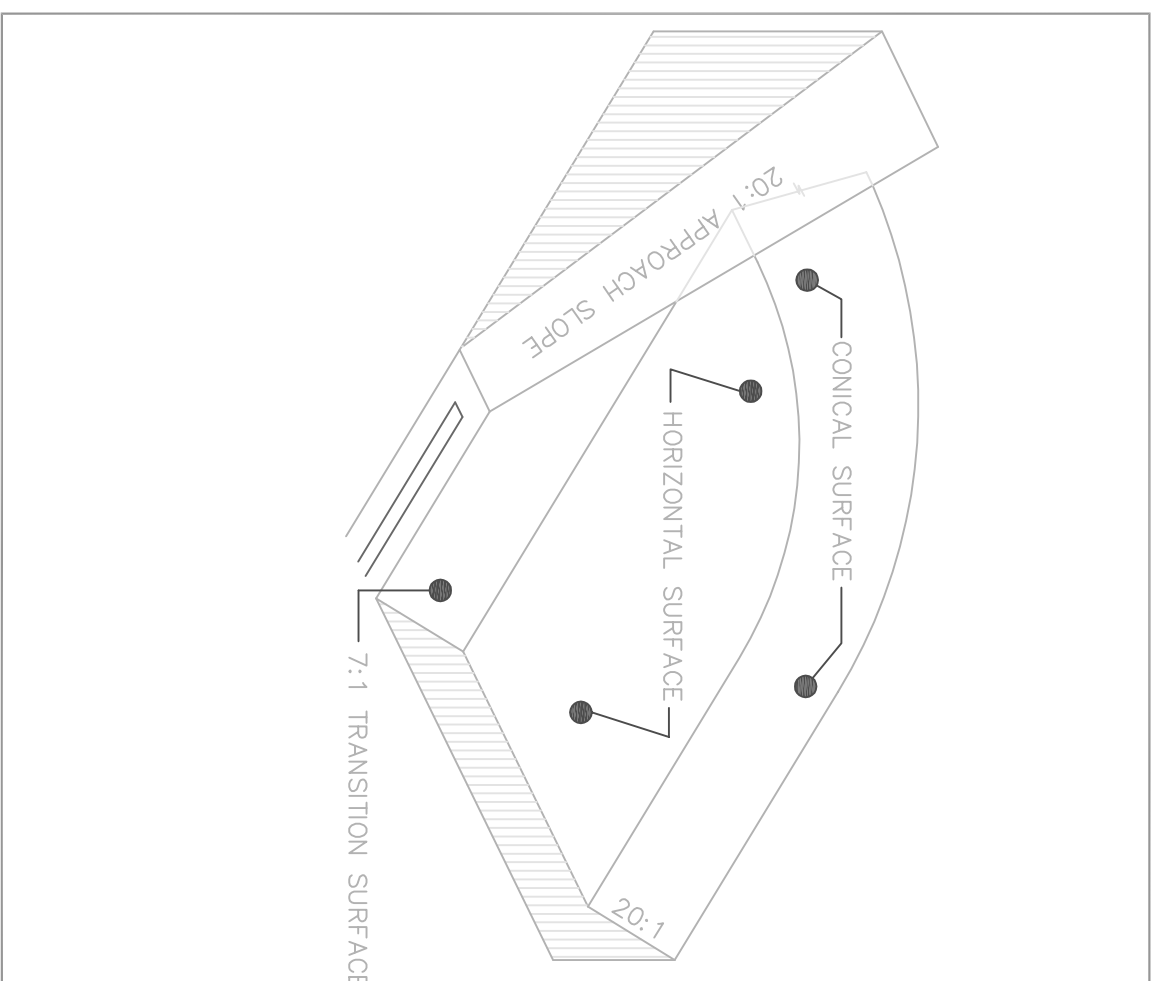 20:1 APPROACH SLOPE
CONICAL SURFACE
HORIZONTAL SURFACE
7:1 TRANSITION SURFACE
20:1